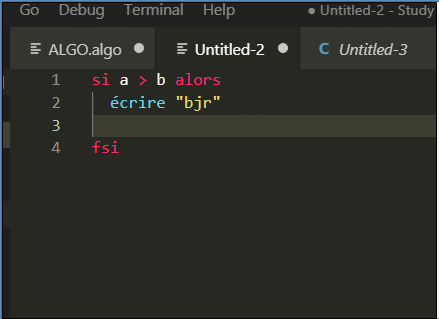 Go Debug Terminal Help ● Untitled-2 - Study
ALGO.algo Untitled-2 C Untitled-3
1 si a > b alors
2 écrire "bjr"
3
4 fsi